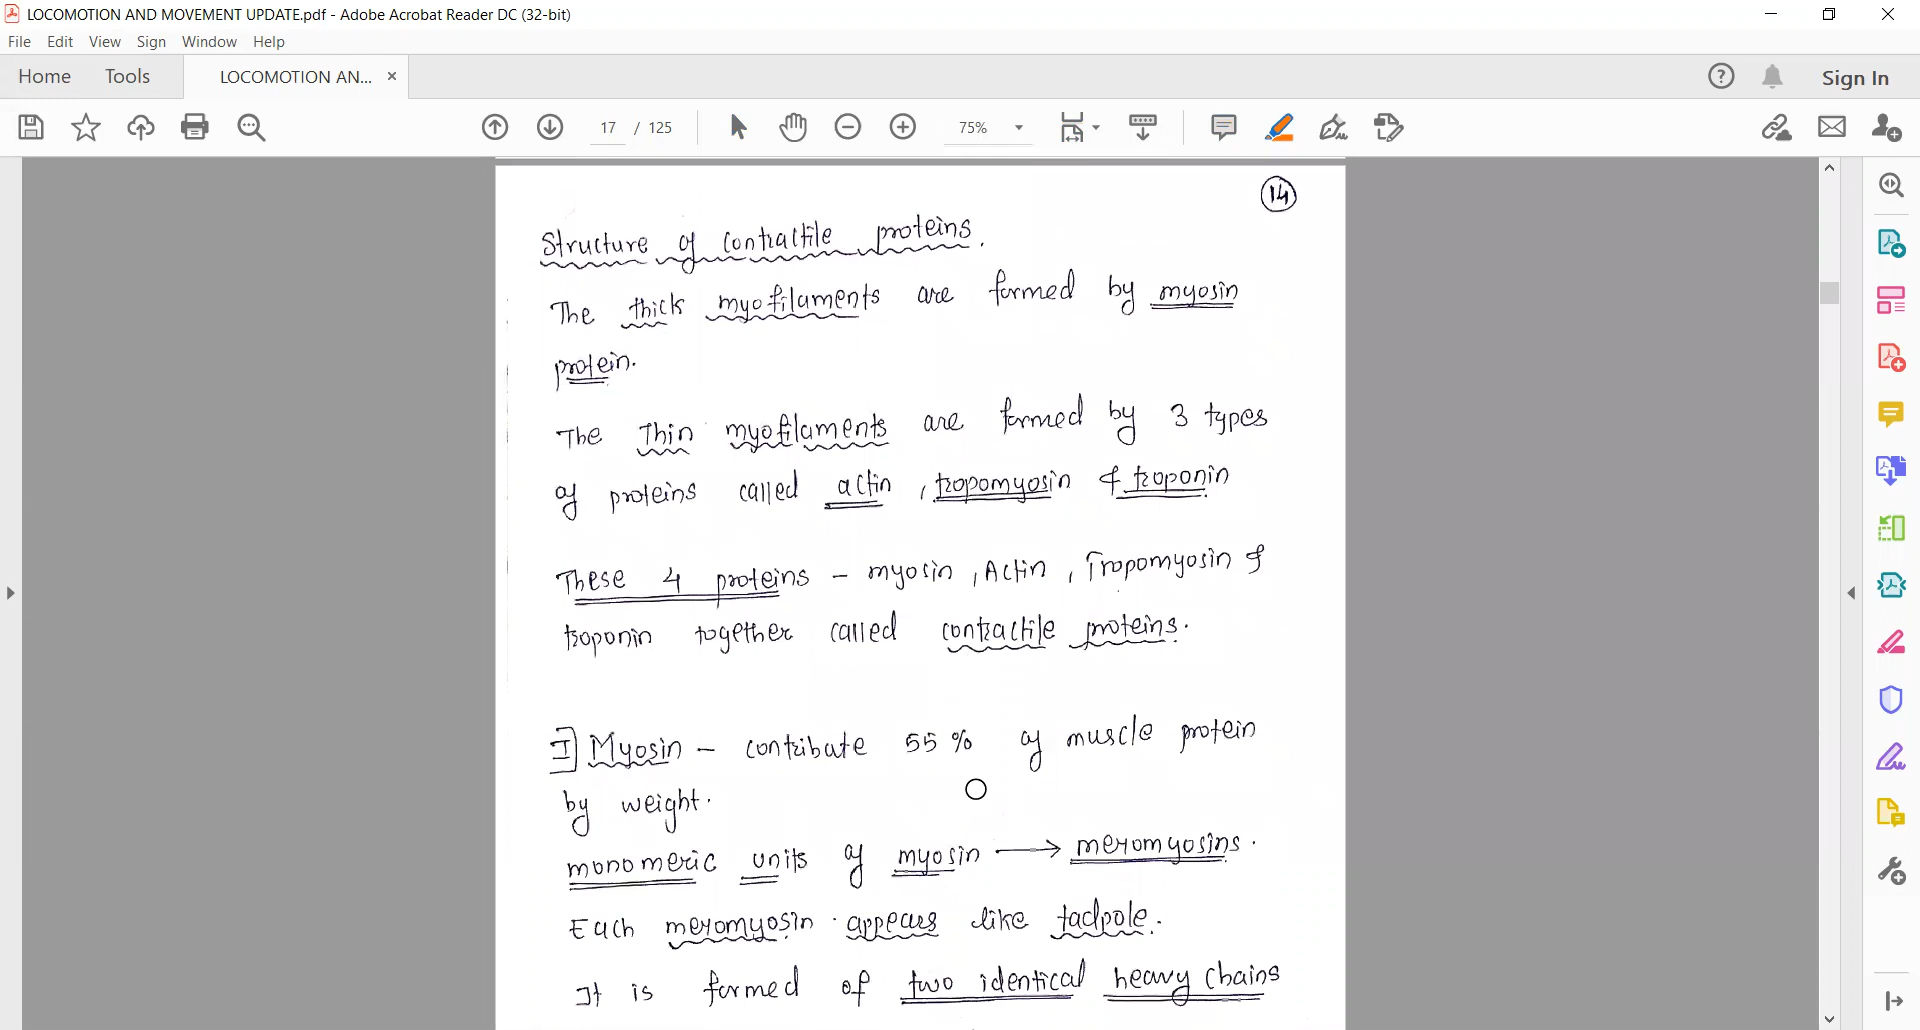 LOCOMOTION AND MOVEMENT UPDATE.pdf - Adobe Acrobat Reader DC (32-bit)
File Edit View Sign Window Help
Home Tools LOCOMOTION AN... × Sign In
17 / 125 75%
14
Structure of contractile proteins.
The thick myofilaments are formed by myosin
protein.
The Thin myofilaments are formed by 3 types
of proteins called actin, tropomyosin & troponin
These 4 proteins - myosin, Actin, Tropomyosin &
troponin together called contractile proteins.
I] Myosin - contribate 55% of muscle protein
by weight.
monomeric units of myosin → meromyosins.
Each meromyosin appears like tadpole.
It is formed of two identical heavy chains